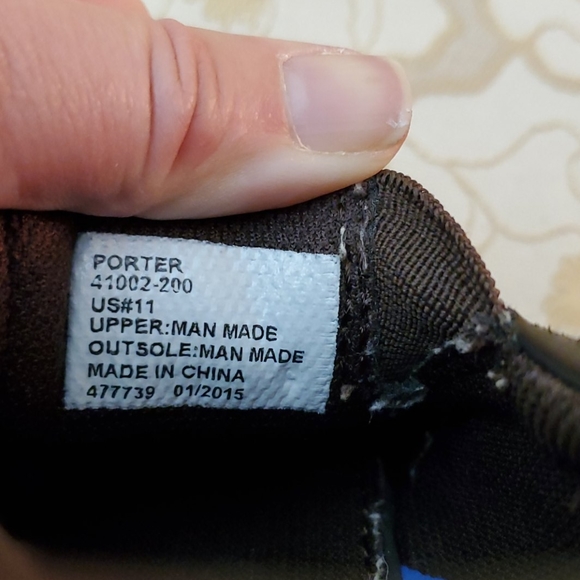 PORTER
41002-200
US#11
UPPER:MAN MADE
OUTSOLE:MAN MADE
MADE IN CHINA
477739 01/2015